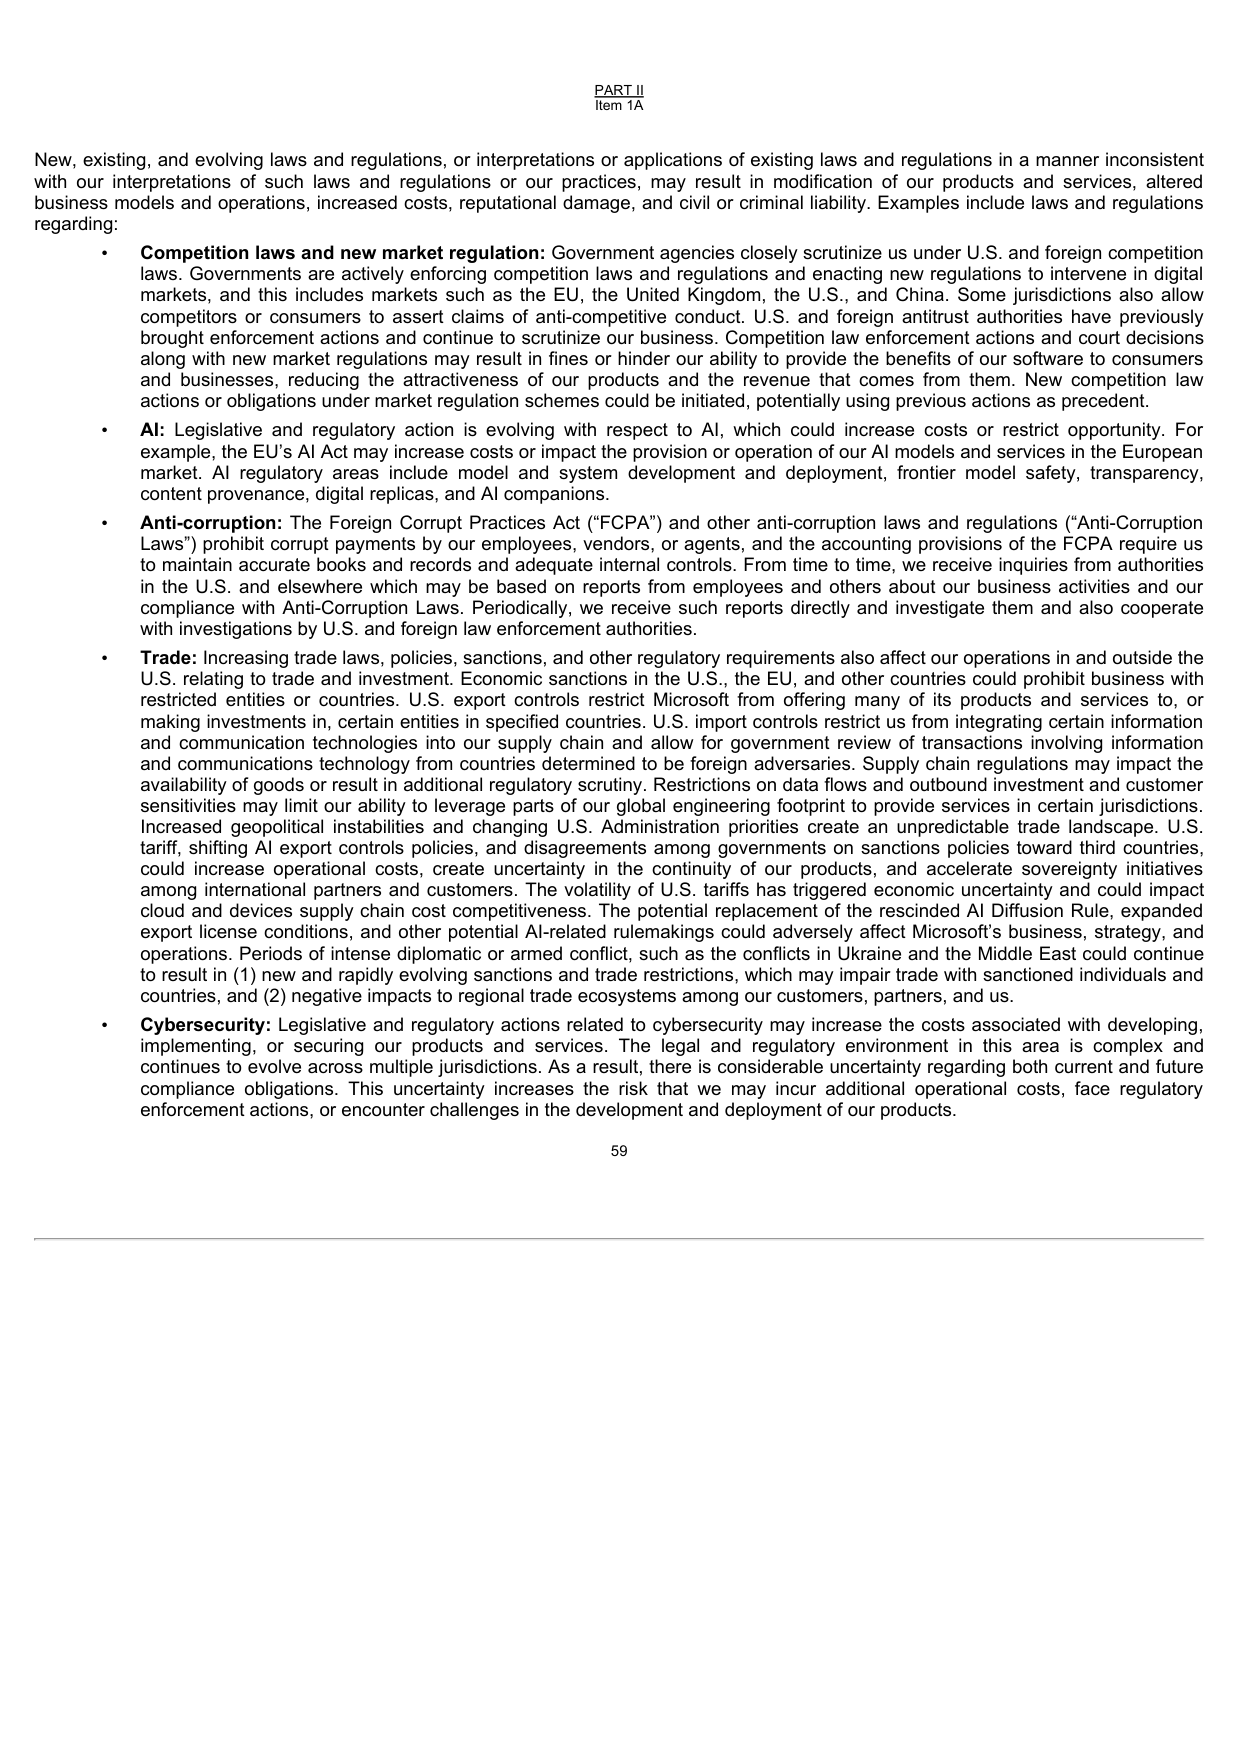 PART II
Item 1A
New, existing, and evolving laws and regulations, or interpretations or applications of existing laws and regulations in a manner inconsistent
with our interpretations of such laws and regulations or our practices, may result in modification of our products and services, altered
business models and operations, increased costs, reputational damage, and civil or criminal liability. Examples include laws and regulations
regarding:
• Competition laws and new market regulation: Government agencies closely scrutinize us under U.S. and foreign competition
laws. Governments are actively enforcing competition laws and regulations and enacting new regulations to intervene in digital
markets, and this includes markets such as the EU, the United Kingdom, the U.S., and China. Some jurisdictions also allow
competitors or consumers to assert claims of anti-competitive conduct. U.S. and foreign antitrust authorities have previously
brought enforcement actions and continue to scrutinize our business. Competition law enforcement actions and court decisions
along with new market regulations may result in fines or hinder our ability to provide the benefits of our software to consumers
and businesses, reducing the attractiveness of our products and the revenue that comes from them. New competition law
actions or obligations under market regulation schemes could be initiated, potentially using previous actions as precedent.
• AI: Legislative and regulatory action is evolving with respect to AI, which could increase costs or restrict opportunity. For
example, the EU’s AI Act may increase costs or impact the provision or operation of our AI models and services in the European
market. AI regulatory areas include model and system development and deployment, frontier model safety, transparency,
content provenance, digital replicas, and AI companions.
• Anti-corruption: The Foreign Corrupt Practices Act (“FCPA”) and other anti-corruption laws and regulations (“Anti-Corruption
Laws”) prohibit corrupt payments by our employees, vendors, or agents, and the accounting provisions of the FCPA require us
to maintain accurate books and records and adequate internal controls. From time to time, we receive inquiries from authorities
in the U.S. and elsewhere which may be based on reports from employees and others about our business activities and our
compliance with Anti-Corruption Laws. Periodically, we receive such reports directly and investigate them and also cooperate
with investigations by U.S. and foreign law enforcement authorities.
• Trade: Increasing trade laws, policies, sanctions, and other regulatory requirements also affect our operations in and outside the
U.S. relating to trade and investment. Economic sanctions in the U.S., the EU, and other countries could prohibit business with
restricted entities or countries. U.S. export controls restrict Microsoft from offering many of its products and services to, or
making investments in, certain entities in specified countries. U.S. import controls restrict us from integrating certain information
and communication technologies into our supply chain and allow for government review of transactions involving information
and communications technology from countries determined to be foreign adversaries. Supply chain regulations may impact the
availability of goods or result in additional regulatory scrutiny. Restrictions on data flows and outbound investment and customer
sensitivities may limit our ability to leverage parts of our global engineering footprint to provide services in certain jurisdictions.
Increased geopolitical instabilities and changing U.S. Administration priorities create an unpredictable trade landscape. U.S.
tariff, shifting AI export controls policies, and disagreements among governments on sanctions policies toward third countries,
could increase operational costs, create uncertainty in the continuity of our products, and accelerate sovereignty initiatives
among international partners and customers. The volatility of U.S. tariffs has triggered economic uncertainty and could impact
cloud and devices supply chain cost competitiveness. The potential replacement of the rescinded AI Diffusion Rule, expanded
export license conditions, and other potential AI-related rulemakings could adversely affect Microsoft’s business, strategy, and
operations. Periods of intense diplomatic or armed conflict, such as the conflicts in Ukraine and the Middle East could continue
to result in (1) new and rapidly evolving sanctions and trade restrictions, which may impair trade with sanctioned individuals and
countries, and (2) negative impacts to regional trade ecosystems among our customers, partners, and us.
• Cybersecurity: Legislative and regulatory actions related to cybersecurity may increase the costs associated with developing,
implementing, or securing our products and services. The legal and regulatory environment in this area is complex and
continues to evolve across multiple jurisdictions. As a result, there is considerable uncertainty regarding both current and future
compliance obligations. This uncertainty increases the risk that we may incur additional operational costs, face regulatory
enforcement actions, or encounter challenges in the development and deployment of our products.
59